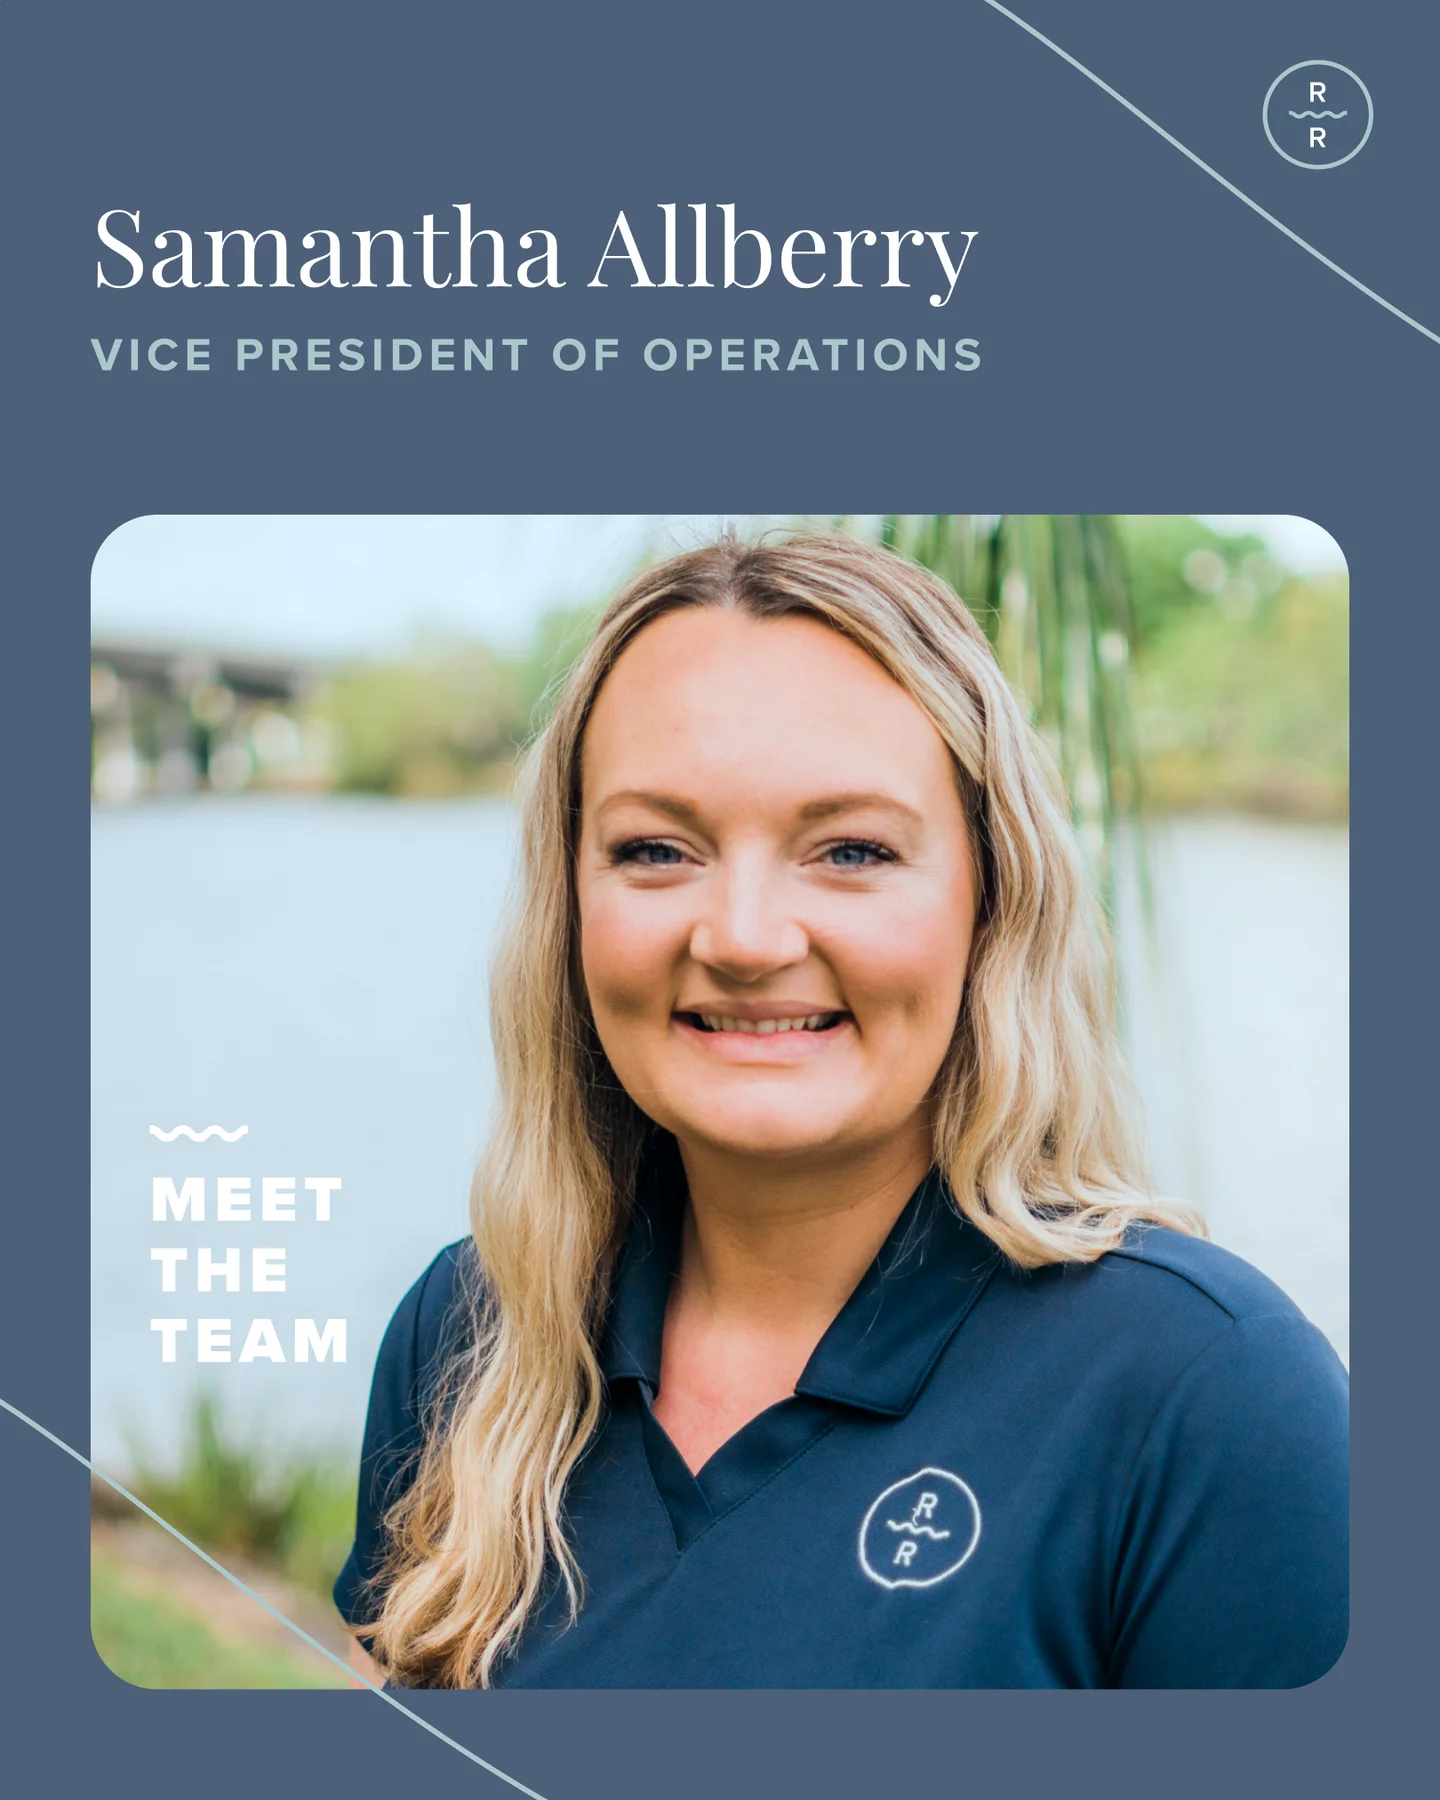 R
R
Samantha Allberry
VICE PRESIDENT OF OPERATIONS
MEET
THE
TEAM
R
R